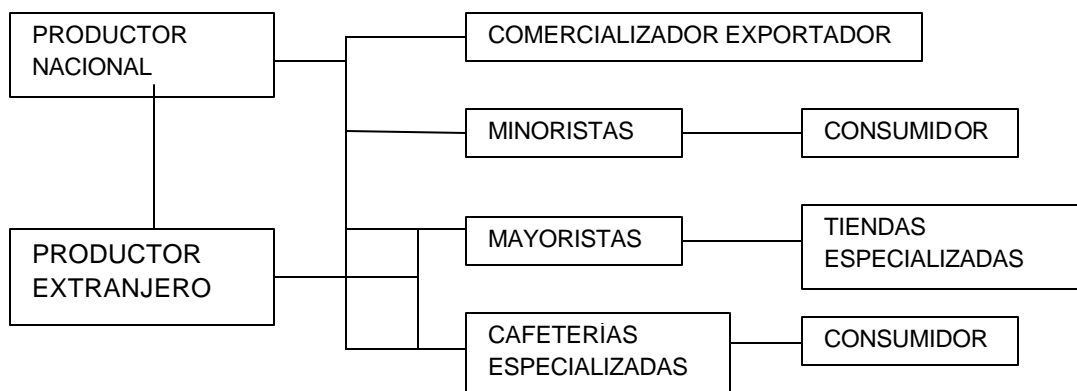 PRODUCTOR
NACIONAL
COMERCIALIZADOR EXPORTADOR
MINORISTAS
CONSUMIDOR
PRODUCTOR
EXTRANJERO
MAYORISTAS
TIENDAS
ESPECIALIZADAS
CAFETERÍAS
ESPECIALIZADAS
CONSUMIDOR